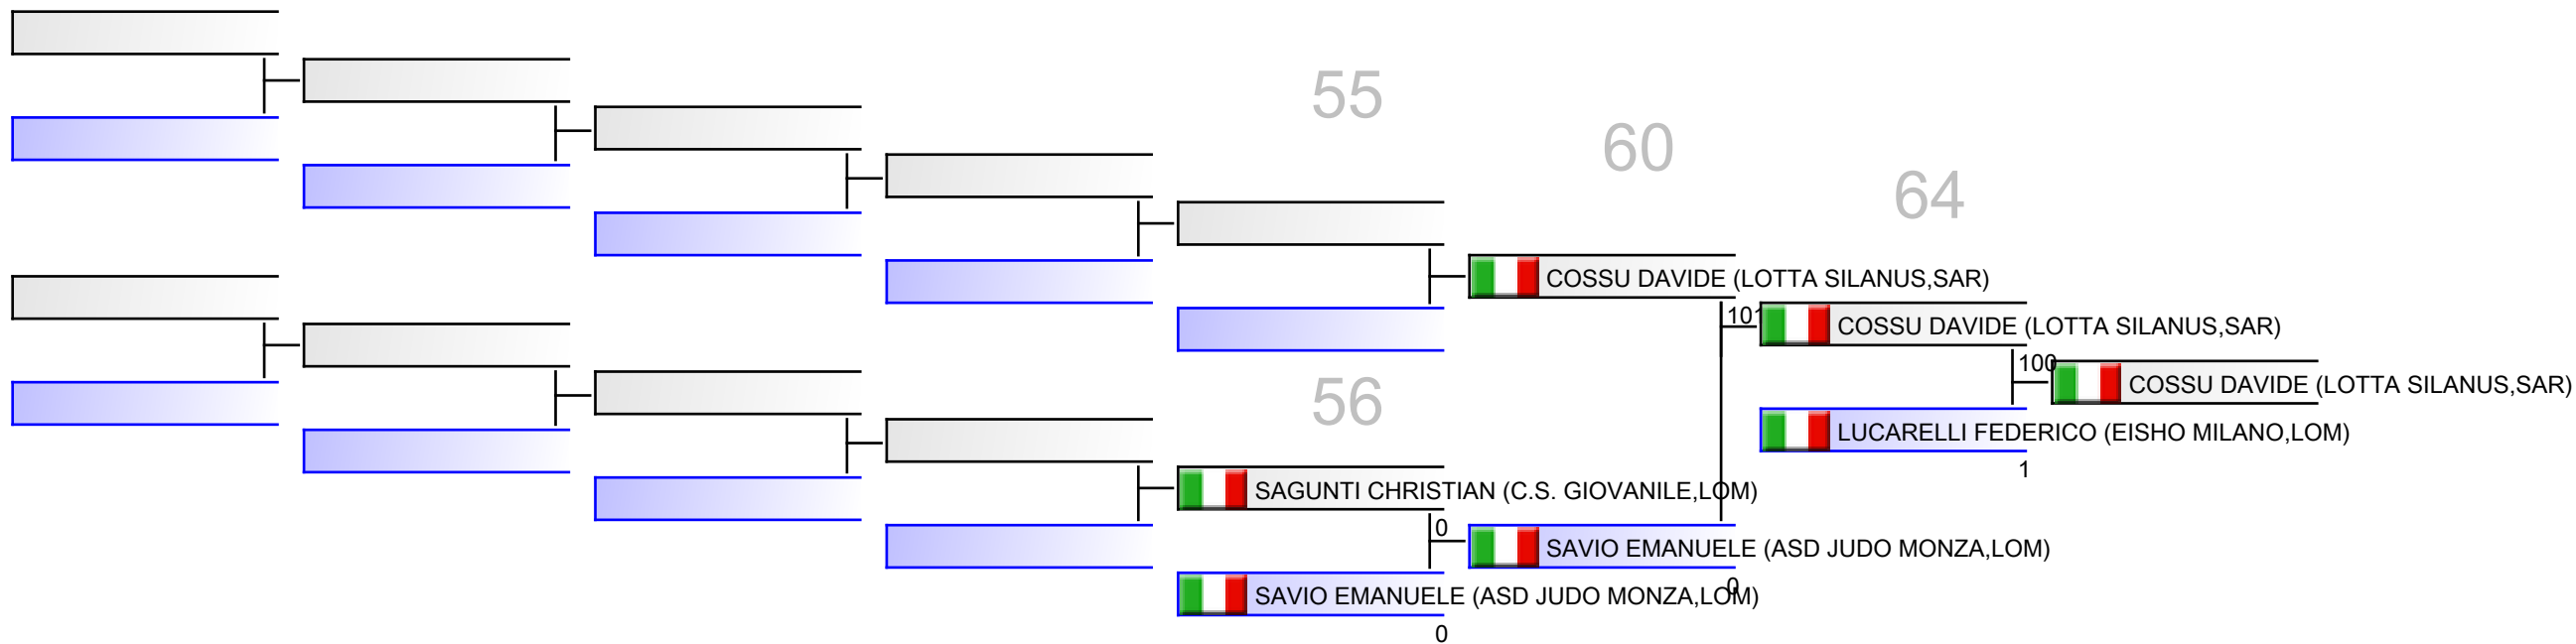 55
60
64
COSSU DAVIDE (LOTTA SILANUS,SAR)
101
COSSU DAVIDE (LOTTA SILANUS,SAR)
100
COSSU DAVIDE (LOTTA SILANUS,SAR)
56
LUCARELLI FEDERICO (EISHO MILANO,LOM)
1
SAGUNTI CHRISTIAN (C.S. GIOVANILE,LOM)
0
SAVIO EMANUELE (ASD JUDO MONZA,LOM)
0
SAVIO EMANUELE (ASD JUDO MONZA,LOM)
0